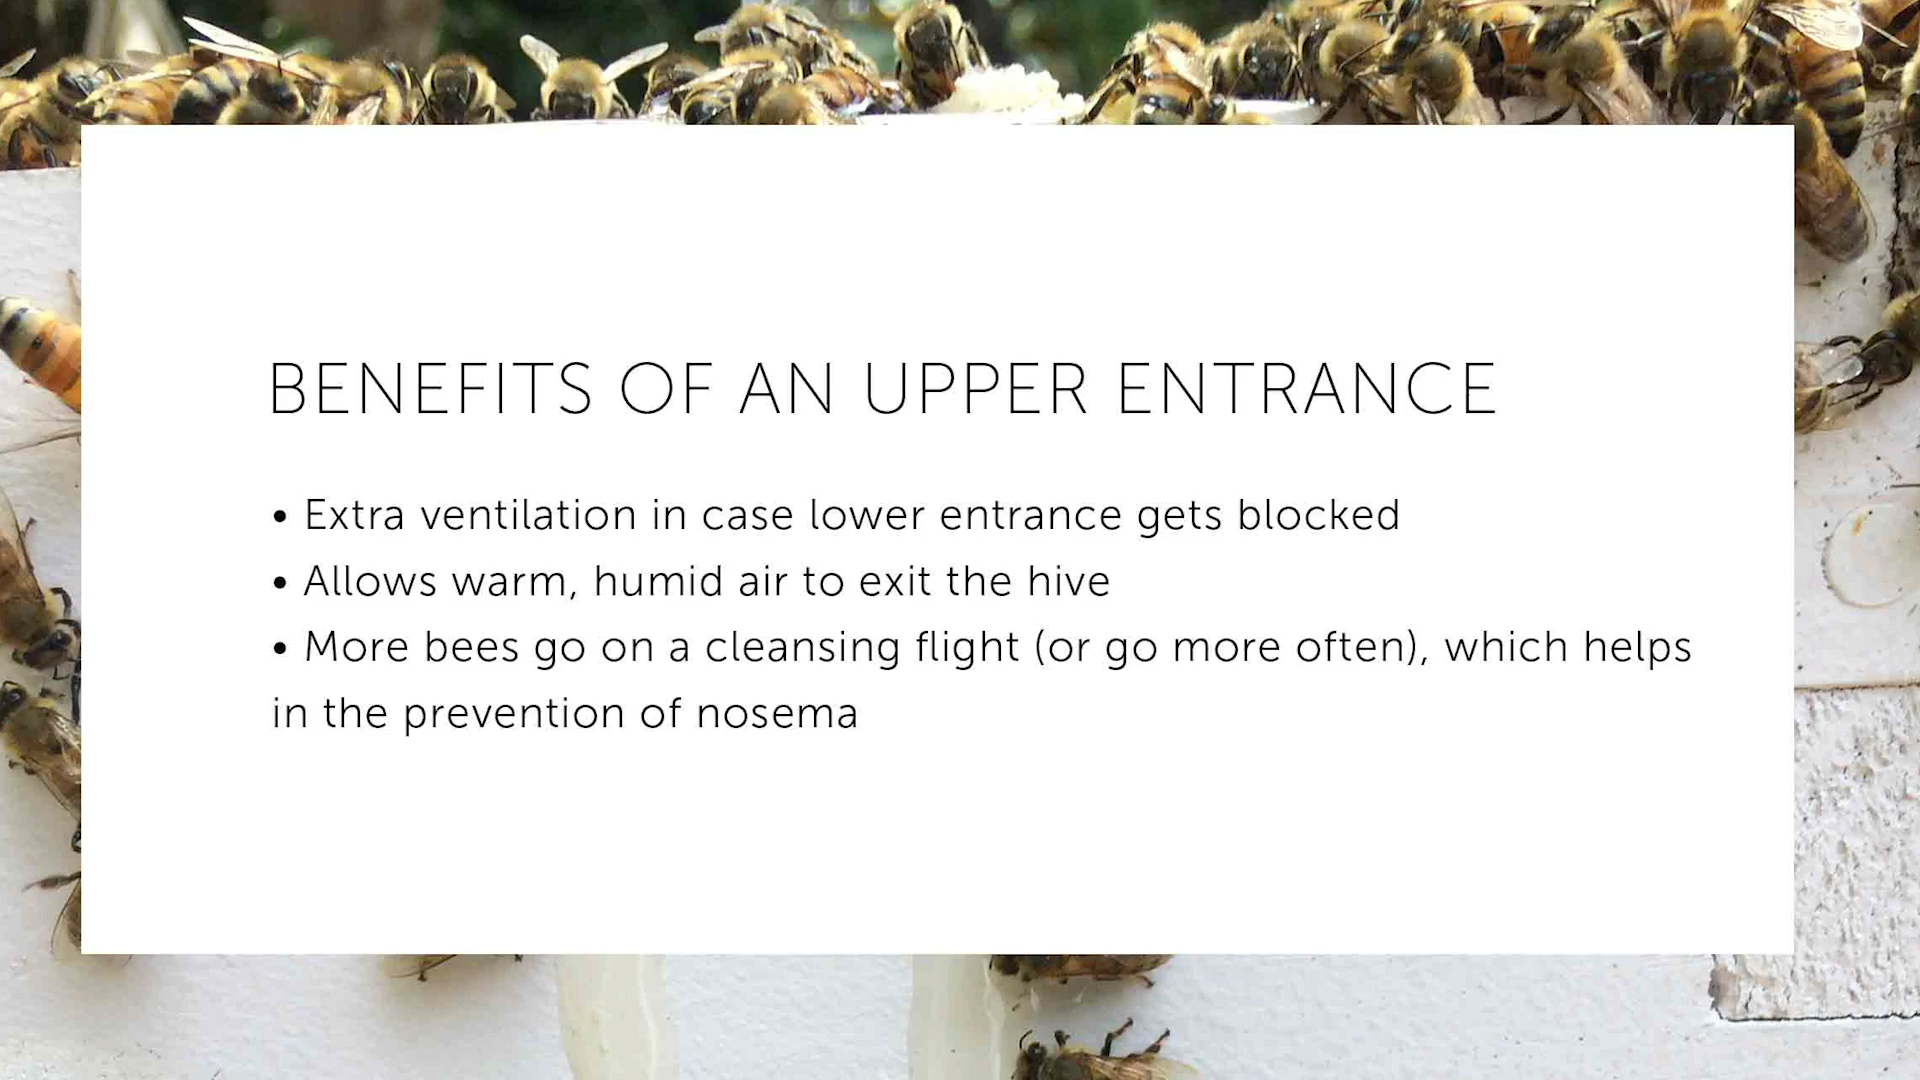 BENEFITS OF AN UPPER ENTRANCE
• Extra ventilation in case lower entrance gets blocked
• Allows warm, humid air to exit the hive
• More bees go on a cleansing flight (or go more often), which helps
in the prevention of nosema